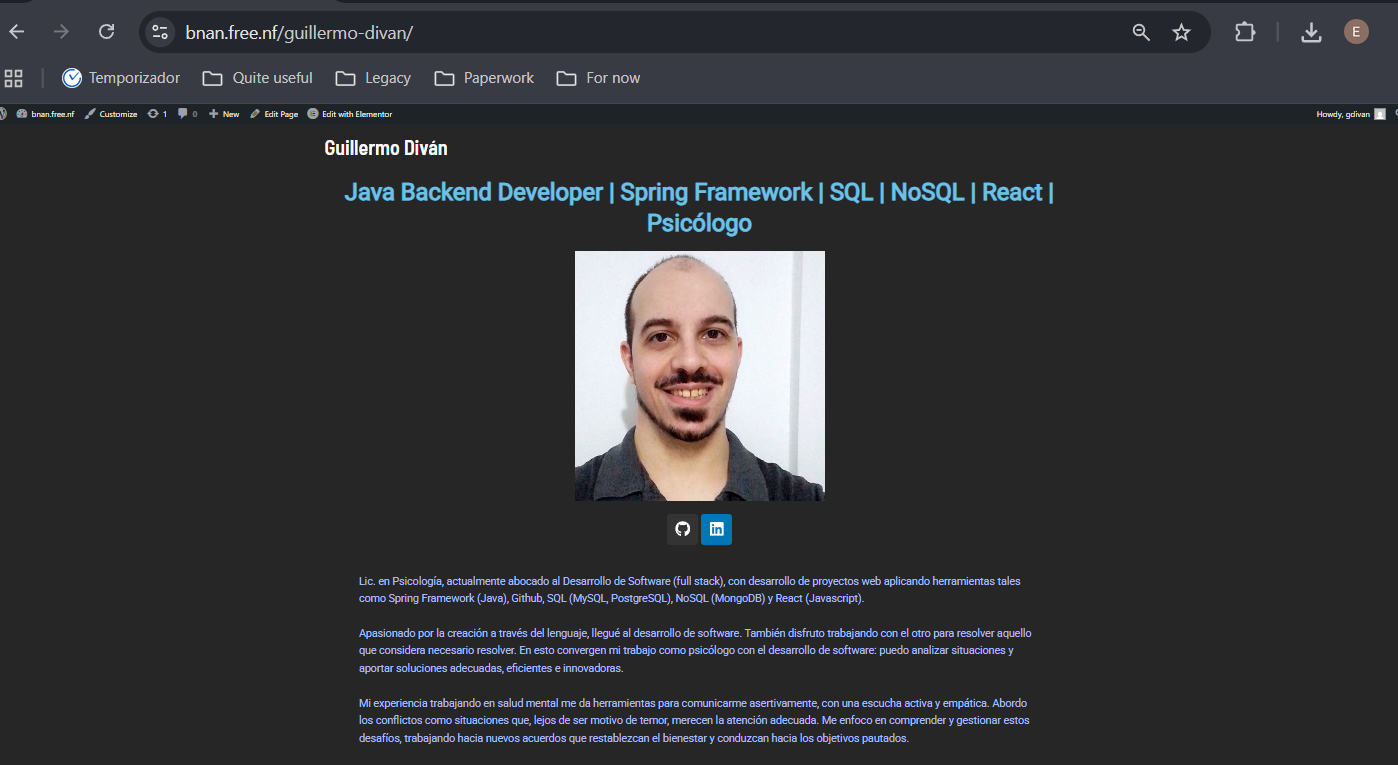 bnan.free.nf/guillermo-divan/
E
Temporizador
Quite useful
Legacy
Paperwork
For now
bnan.free.nf
Customize
1
0
New
Edit Page
Edit with Elementor
Howdy, gdivan
Guillermo Diván
Java Backend Developer | Spring Framework | SQL | NoSQL | React |
Psicólogo
in
Lic. en Psicología, actualmente abocado al Desarrollo de Software (full stack), con desarrollo de proyectos web aplicando herramientas tales
como Spring Framework (Java), Github, SQL (MySQL, PostgreSQL), NoSQL (MongoDB) y React (Javascript).
Apasionado por la creación a través del lenguaje, llegué al desarrollo de software. También disfruto trabajando con el otro para resolver aquello
que considera necesario resolver. En esto convergen mi trabajo como psicólogo con el desarrollo de software: puedo analizar situaciones y
aportar soluciones adecuadas, eficientes e innovadoras.
Mi experiencia trabajando en salud mental me da herramientas para comunicarme asertivamente, con una escucha activa y empática. Abordo
los conflictos como situaciones que, lejos de ser motivo de temor, merecen la atención adecuada. Me enfoco en comprender y gestionar estos
desafíos, trabajando hacia nuevos acuerdos que restablezcan el bienestar y conduzcan hacia los objetivos pautados.